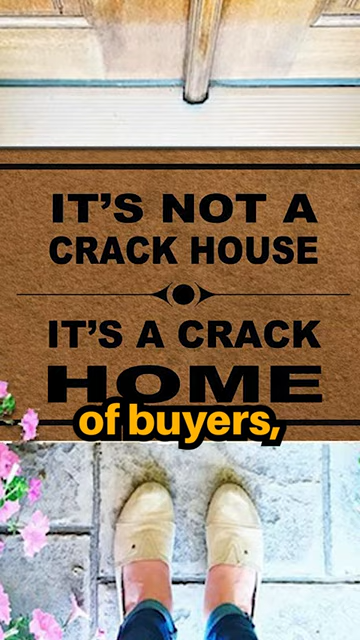 IT'S NOT A
CRACK HOUSE
IT'S A CRACK
HOME
of buyers,